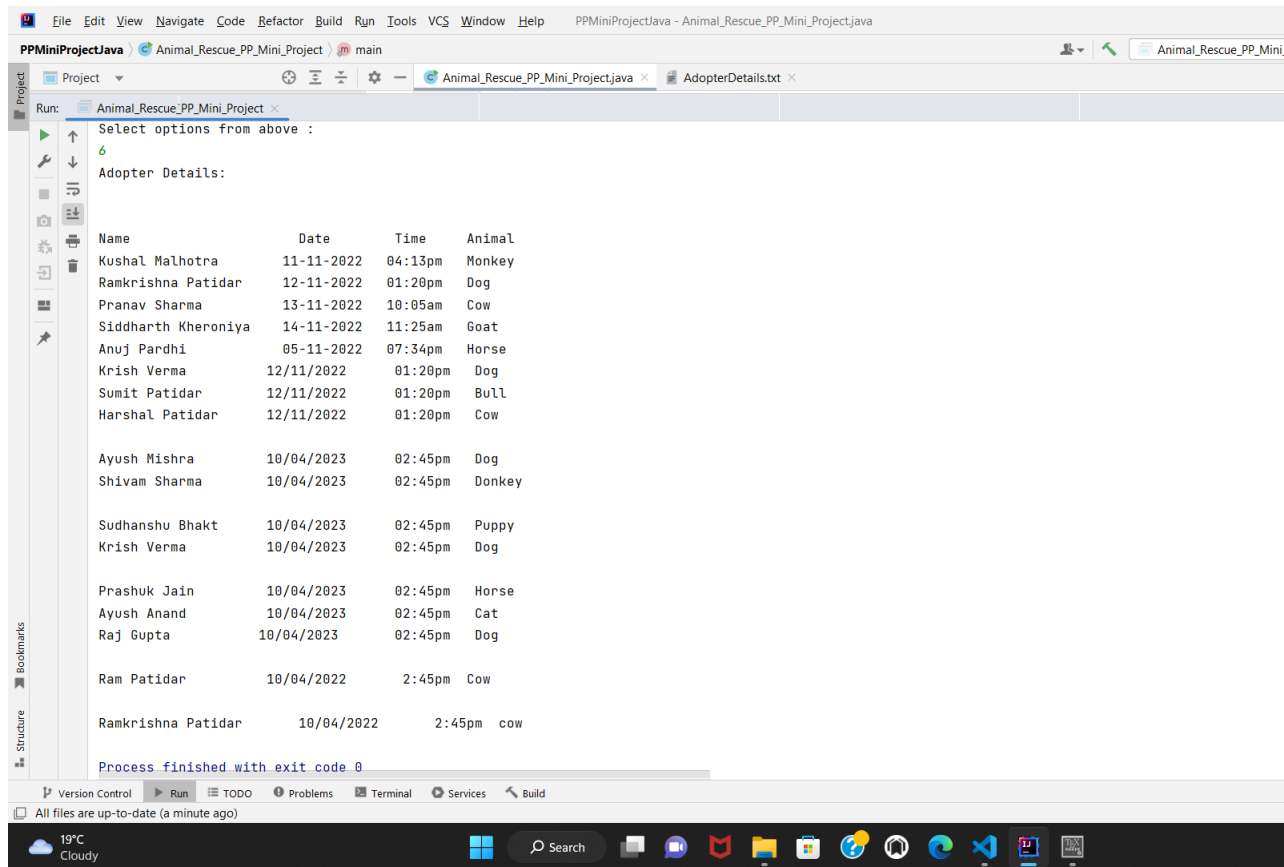 File Edit View Navigate Code Refactor Build Run Tools VCS Window Help PPMiniProjectJava - Animal_Rescue_PP_Mini_Project.java
PPMiniProjectJava Animal_Rescue_PP_Mini_Project main Animal_Rescue_PP_Mini_
Project Project Animal_Rescue_PP_Mini_Project.java AdopterDetails.txt
Run: Animal_Rescue_PP_Mini_Project
Select options from above :
6
Adopter Details:
Name Date Time Animal
Kushal Malhotra 11-11-2022 04:13pm Monkey
Ramkrishna Patidar 12-11-2022 01:20pm Dog
Pranav Sharma 13-11-2022 10:05am Cow
Siddharth Kheroniya 14-11-2022 11:25am Goat
Anuj Pardhi 05-11-2022 07:34pm Horse
Krish Verma 12/11/2022 01:20pm Dog
Sumit Patidar 12/11/2022 01:20pm Bull
Harshal Patidar 12/11/2022 01:20pm Cow
Ayush Mishra 10/04/2023 02:45pm Dog
Shivam Sharma 10/04/2023 02:45pm Donkey
Sudhanshu Bhakt 10/04/2023 02:45pm Puppy
Krish Verma 10/04/2023 02:45pm Dog
Prashuk Jain 10/04/2023 02:45pm Horse
Ayush Anand 10/04/2023 02:45pm Cat
Raj Gupta 10/04/2023 02:45pm Dog
Ram Patidar 10/04/2022 2:45pm Cow
Ramkrishna Patidar 10/04/2022 2:45pm cow
Process finished with exit code 0
Bookmarks
Structure
Version Control Run TODO Problems Terminal Services Build
All files are up-to-date (a minute ago)
19°C
Cloudy
Search